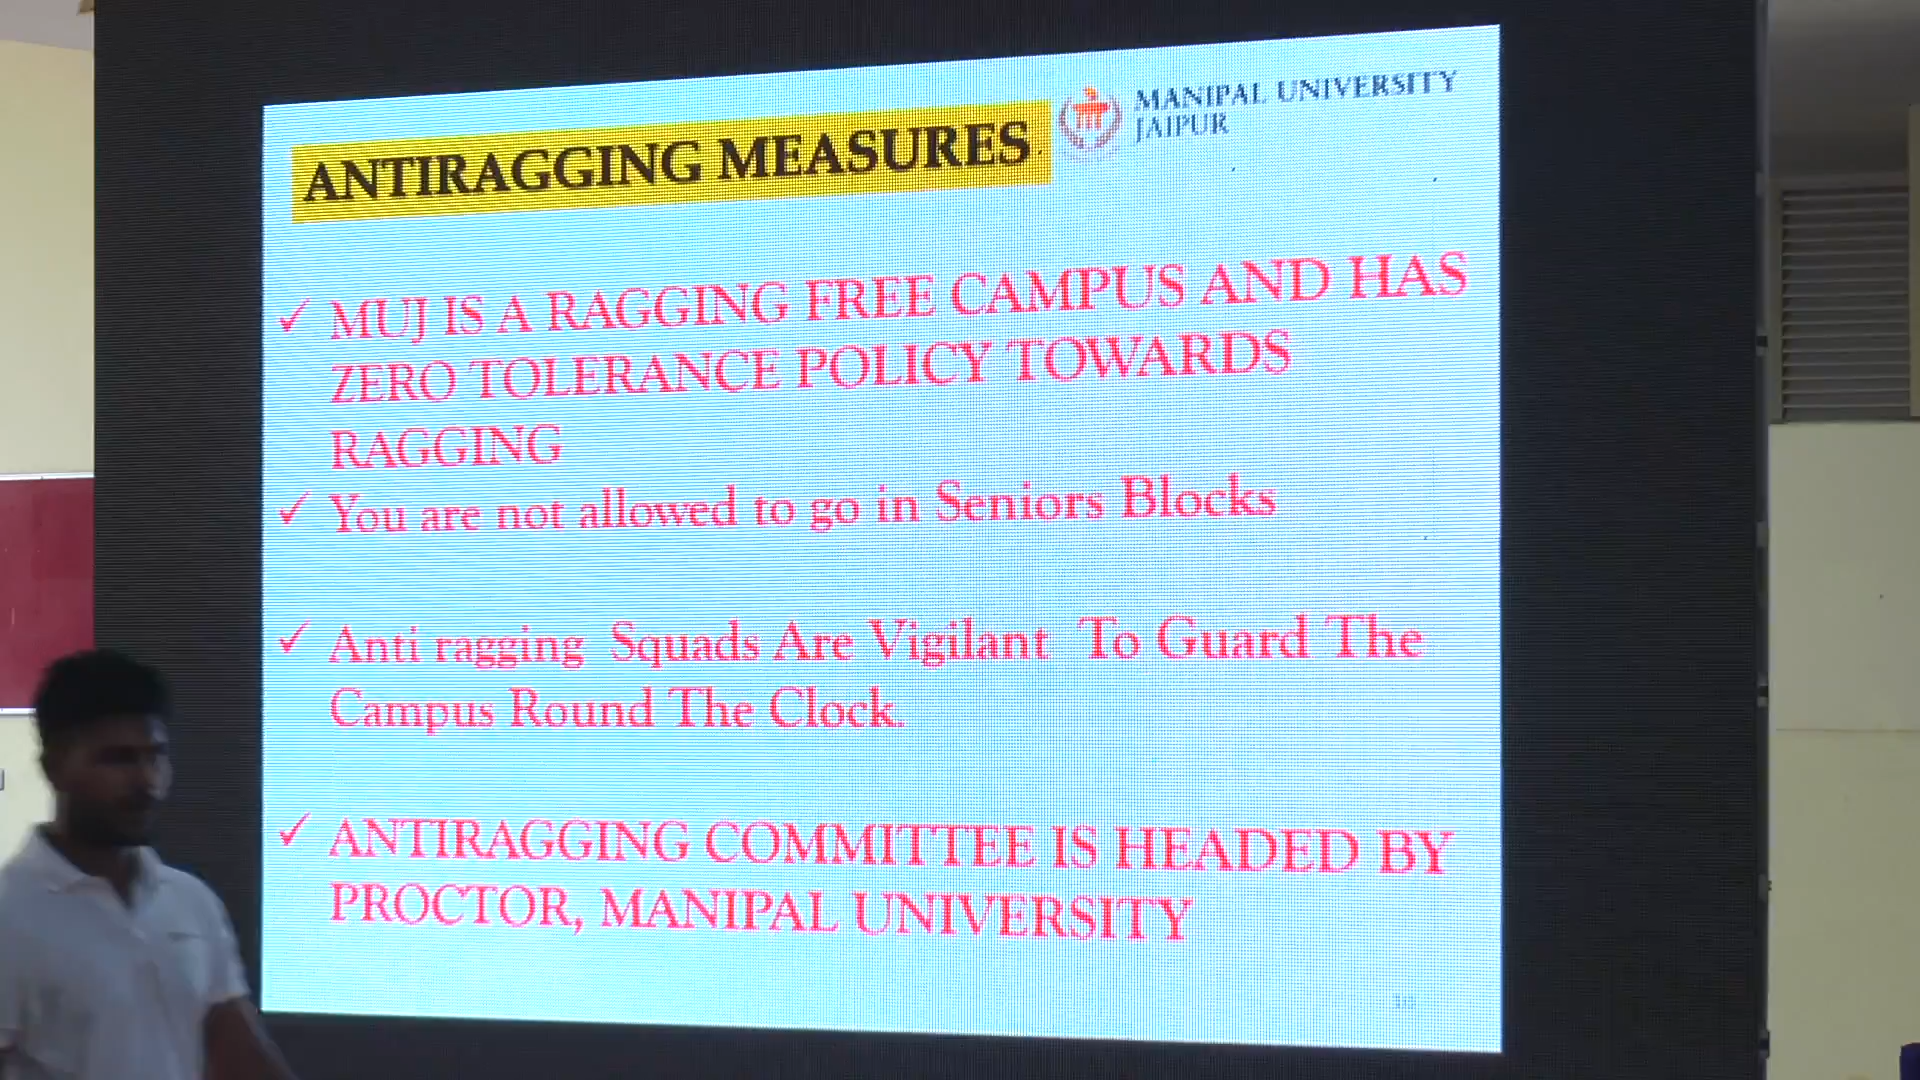 ANTIRAGGING MEASURES.
MANIPAL UNIVERSITY
JAIPUR
✓ MUJ IS A RAGGING FREE CAMPUS AND HAS
ZERO TOLERANCE POLICY TOWARDS
RAGGING
✓ You are not allowed to go in Seniors Blocks
✓ Anti ragging Squads Are Vigilant To Guard The
Campus Round The Clock.
✓ ANTIRAGGING COMMITTEE IS HEADED BY
PROCTOR, MANIPAL UNIVERSITY